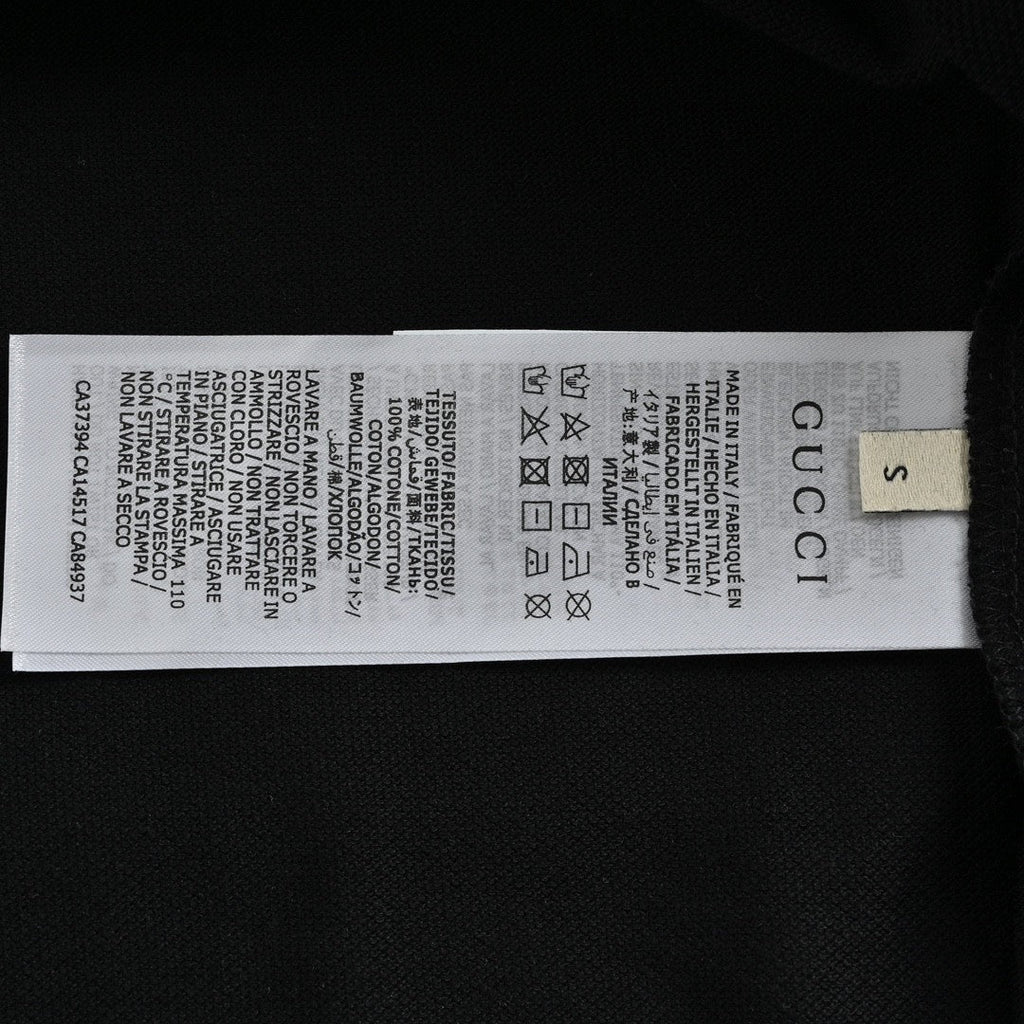 GUCCI
S
MADE IN ITALY / FABRIQUÉ EN
ITALIE / HECHO EN ITALIA /
HERGESTELLT IN ITALIEN /
FABRICADO EM ITÁLIA /
イタリア製 / صنع في إيطاليا /
产地:意大利 / СДЕЛАНО В
ИТАЛИИ
TESSUTO/FABRIC/TISSU/
TEJIDO/GEWEBE/TECIDO/
表地/قماش/面料/ТКАНЬ:
100% COTONE/COTTON/
COTON/ALGODON/
BAUMWOLLE/ALGODÃO/コットン/
قطن/棉/ХЛОПОК
LAVARE A MANO / LAVARE A
ROVESCIO / NON TORCERE O
STRIZZARE / NON LASCIARE IN
AMMOLLO / NON TRATTARE
CON CLORO / NON USARE
ASCIUGATRICE / ASCIUGARE
IN PIANO / STIRARE A
TEMPERATURA MASSIMA 110
°C / STIRARE A ROVESCIO /
NON STIRARE LA STAMPA /
NON LAVARE A SECCO
CA37394 CA14517 CA84937